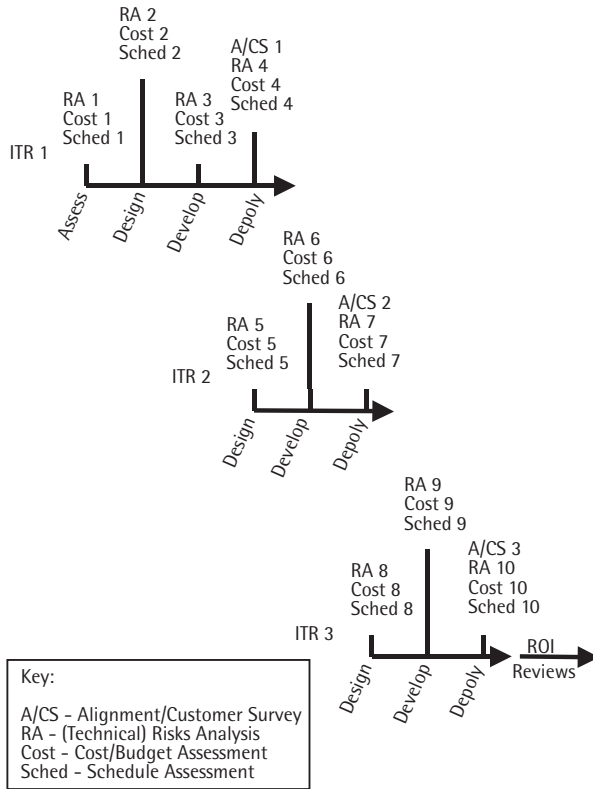 RA 2
Cost 2
Sched 2
A/CS 1
RA 4
Cost 4
Sched 4
RA 1
Cost 1
Sched 1
RA 3
Cost 3
Sched 3
ITR 1
Assess
Design
Develop
Depoly
RA 6
Cost 6
Sched 6
A/CS 2
RA 7
Cost 7
Sched 7
RA 5
Cost 5
Sched 5
ITR 2
Design
Develop
Depoly
RA 9
Cost 9
Sched 9
A/CS 3
RA 10
Cost 10
Sched 10
RA 8
Cost 8
Sched 8
ITR 3
ROI
Reviews
Design
Develop
Depoly
Key:
A/CS - Alignment/Customer Survey
RA - (Technical) Risks Analysis
Cost - Cost/Budget Assessment
Sched - Schedule Assessment